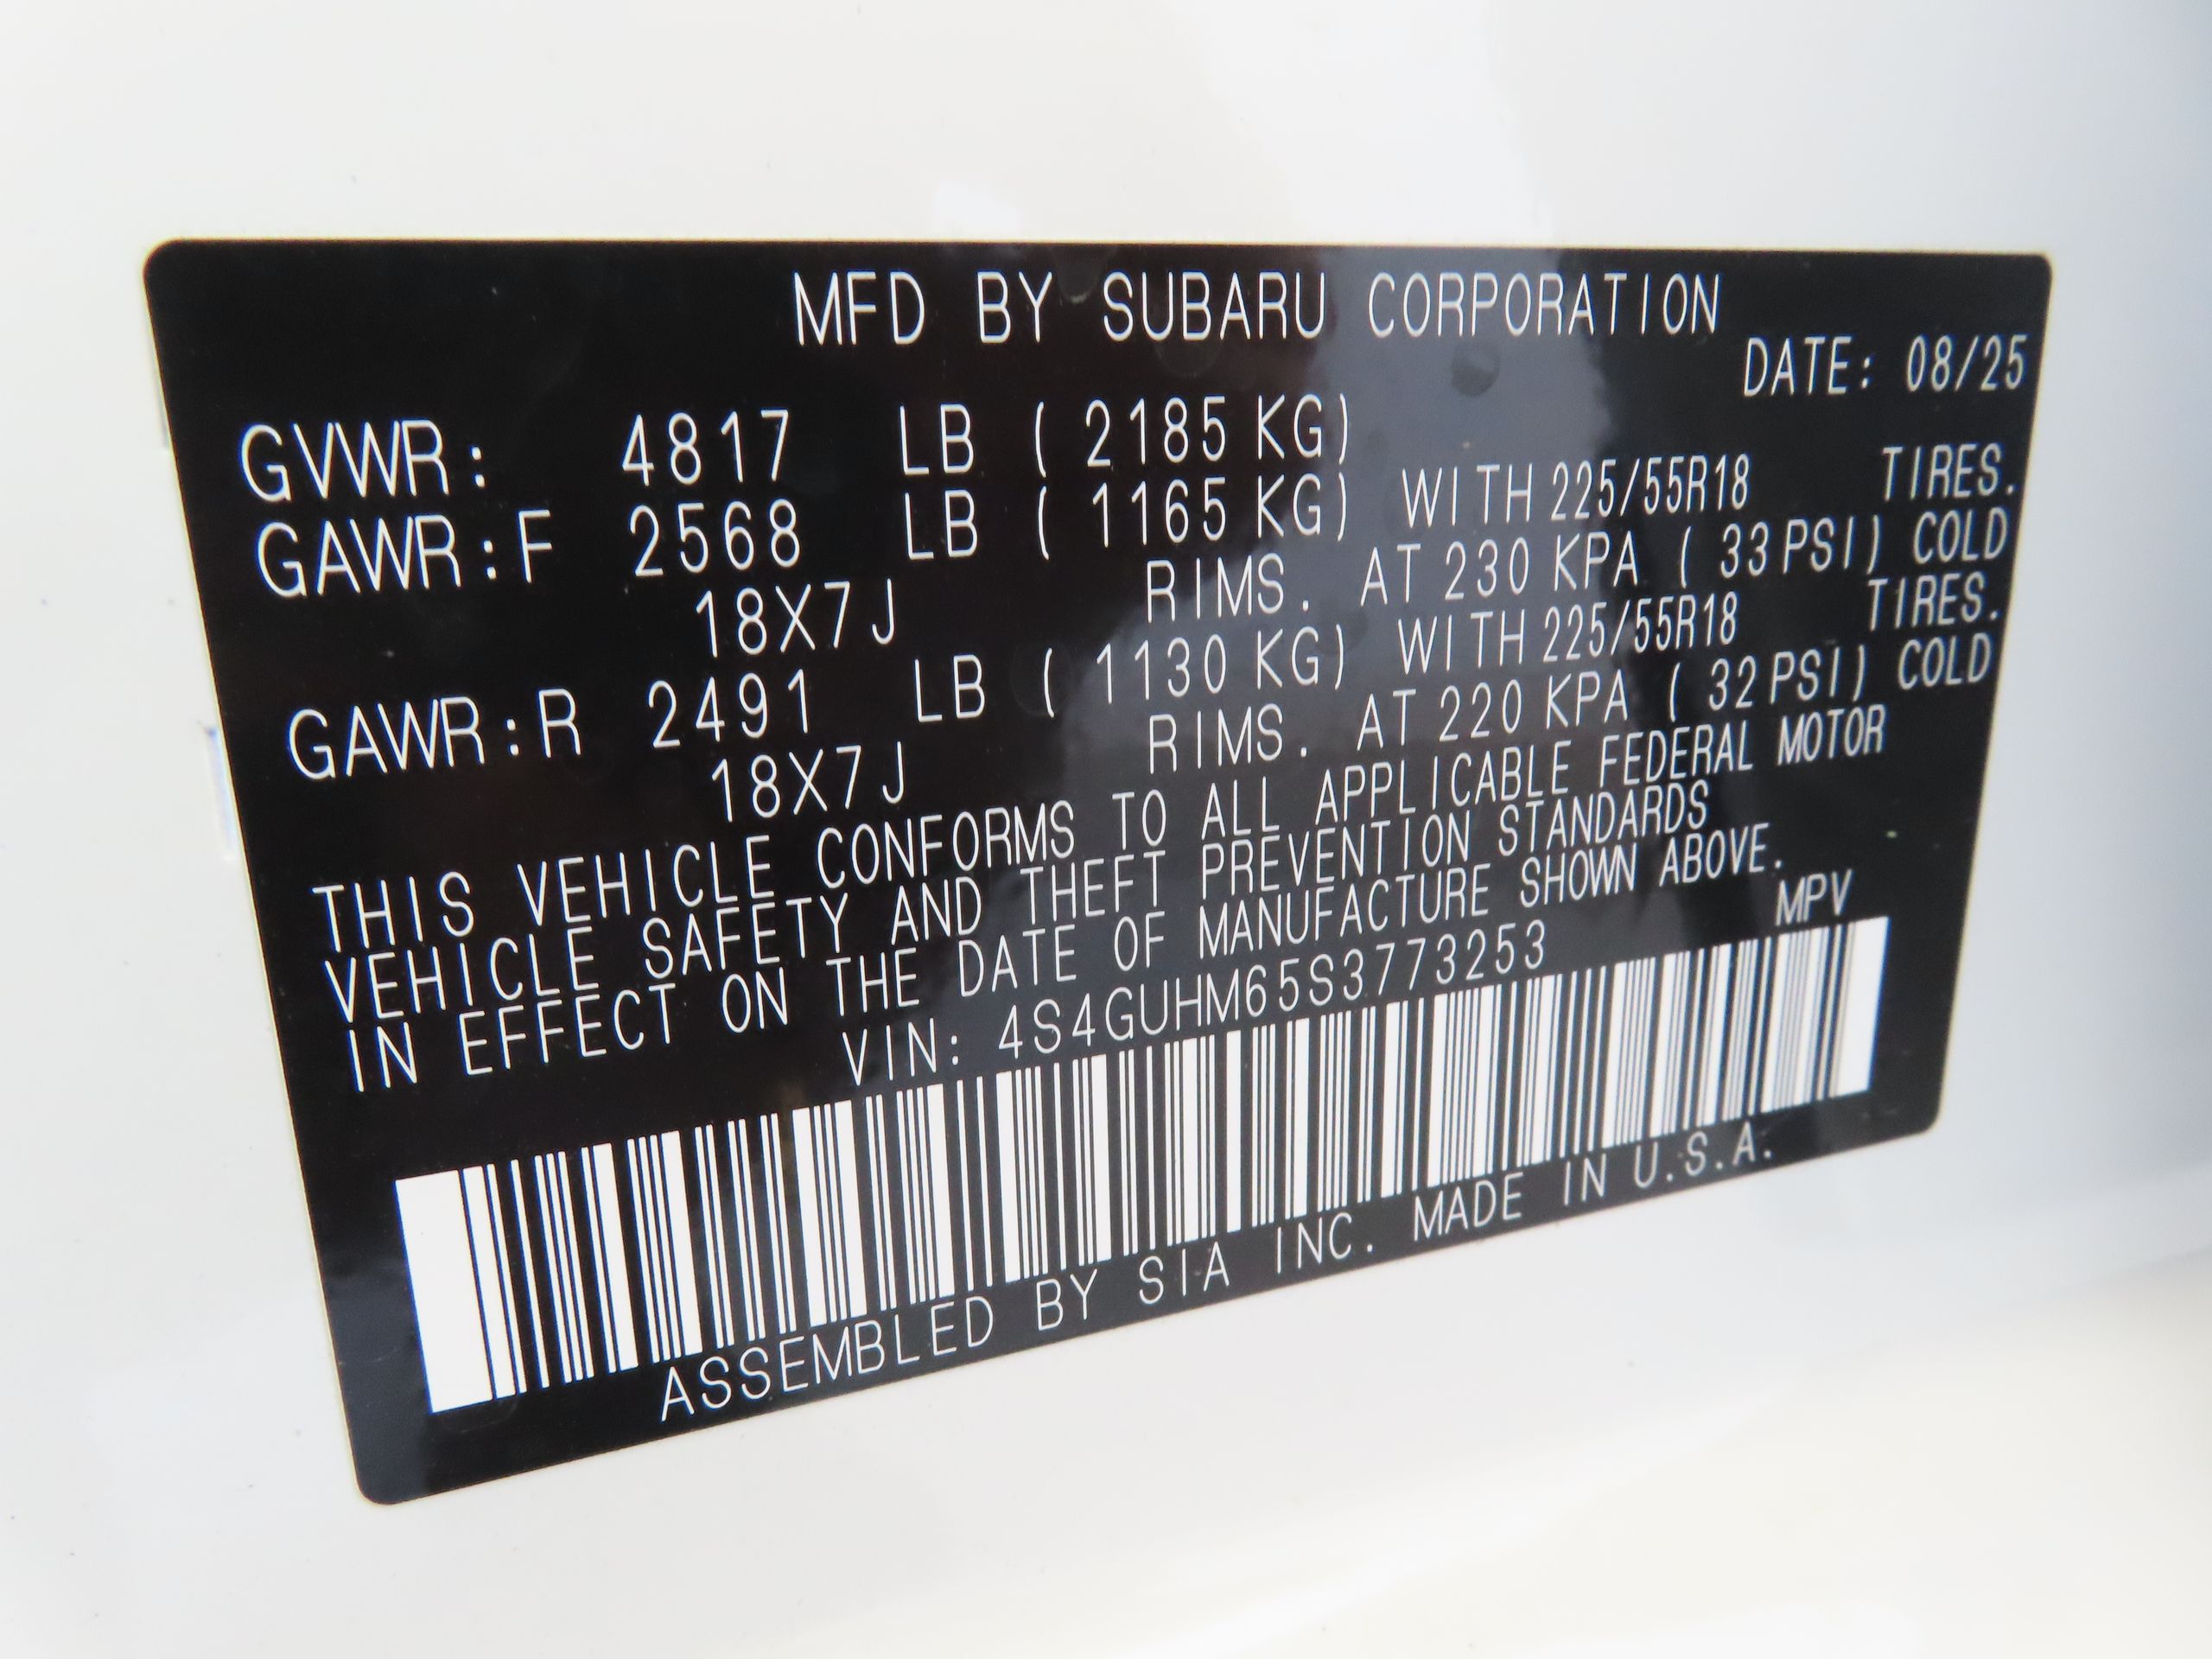 MFD BY SUBARU CORPORATION
DATE: 08/25
GVWR: 4817 LB ( 2185 KG)
GAWR:F 2568 LB ( 1165 KG) WITH 225/55R18 TIRES.
18X7J RIMS. AT 230 KPA ( 33 PSI) COLD
GAWR:R 2491 LB ( 1130 KG) WITH 225/55R18 TIRES.
18X7J RIMS. AT 220 KPA ( 32 PSI) COLD
THIS VEHICLE CONFORMS TO ALL APPLICABLE FEDERAL MOTOR
VEHICLE SAFETY AND THEFT PREVENTION STANDARDS
IN EFFECT ON THE DATE OF MANUFACTURE SHOWN ABOVE.
VIN: 4S4GUHM65S3773253 MPV
ASSEMBLED BY SIA INC. MADE IN U.S.A.